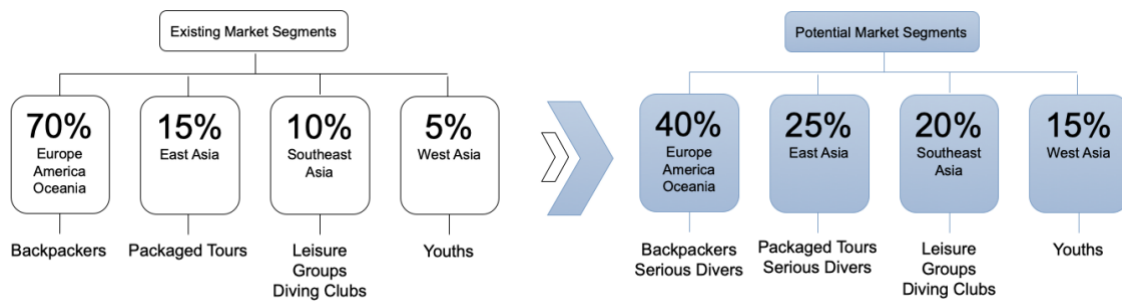 Existing Market Segments
70%
Europe
America
Oceania
Backpackers
15%
East Asia
Packaged Tours
10%
Southeast
Asia
Leisure
Groups
Diving Clubs
5%
West Asia
Youths
Potential Market Segments
40%
Europe
America
Oceania
Backpackers
Serious Divers
25%
East Asia
Packaged Tours
Serious Divers
20%
Southeast
Asia
Leisure
Groups
Diving Clubs
15%
West Asia
Youths